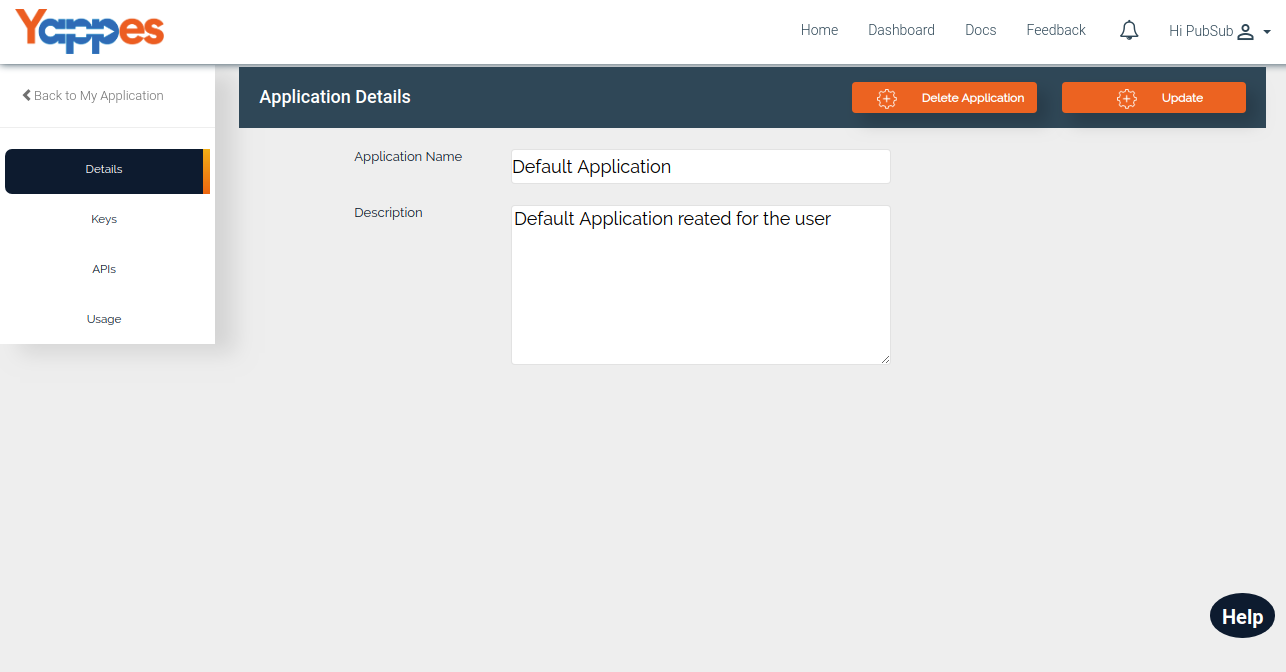 Yappes
Home Dashboard Docs Feedback Hi PubSub
Back to My Application
Details
Keys
APIs
Usage
Application Details Delete Application Update
Application Name Default Application
Description Default Application reated for the user
Help